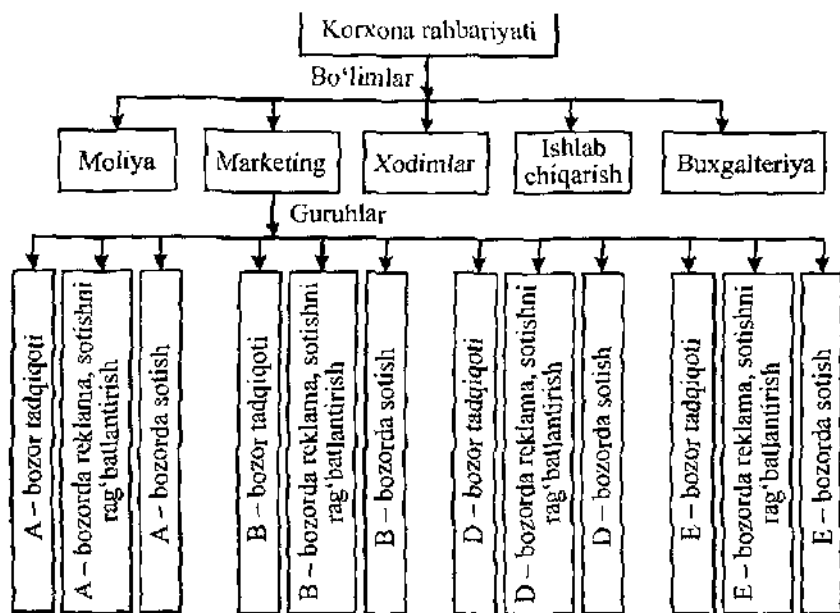 Korxona rahbariyati
Bo‘limlar
Moliya
Marketing
Xodimlar
Ishlab
chiqarish
Buxgalteriya
Guruhlar
A – bozor tadqiqoti
A – bozorda reklama, sotishni
rag‘batlantirish
A – bozorda sotish
B – bozor tadqiqoti
B – bozorda reklama, sotishni
rag‘batlantirish
B – bozorda sotish
D – bozor tadqiqoti
D – bozorda reklama, sotishni
rag‘batlantirish
D – bozorda sotish
E – bozor tadqiqoti
E – bozorda reklama, sotishni
rag‘batlantirish
E – bozorda sotish